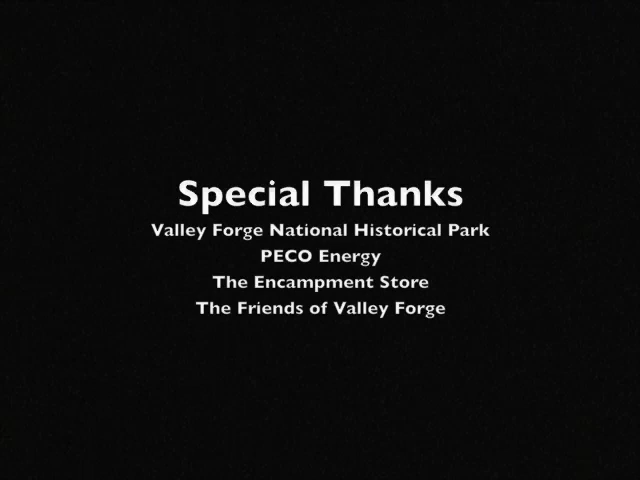 Special Thanks
Valley Forge National Historical Park
PECO Energy
The Encampment Store
The Friends of Valley Forge